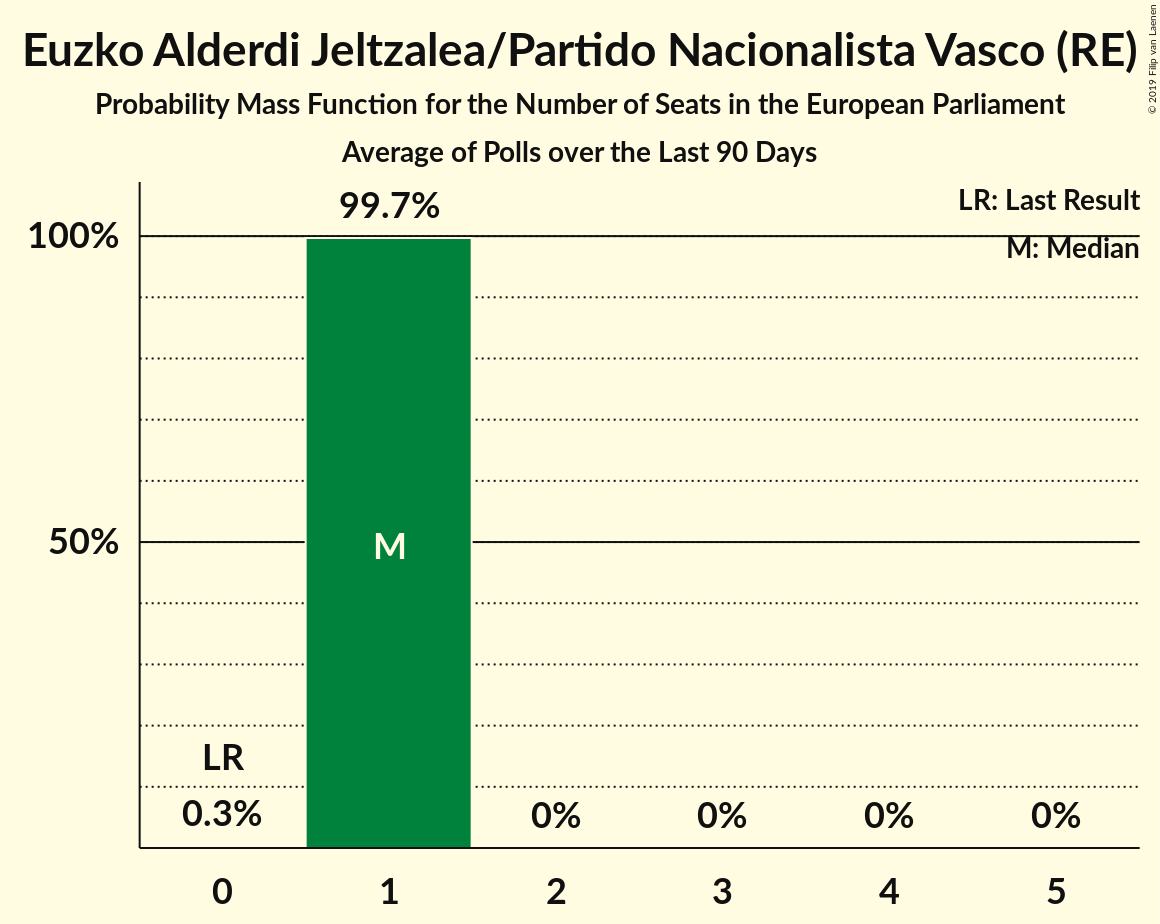 Euzko Alderdi Jeltzalea/Partido Nacionalista Vasco (RE)
Probability Mass Function for the Number of Seats in the European Parliament
Average of Polls over the Last 90 Days
© 2019 Filip van Laenen
LR: Last Result
M: Median
99.7%
100%
50%
M
LR
0.3%
0%
0%
0%
0%
0
1
2
3
4
5